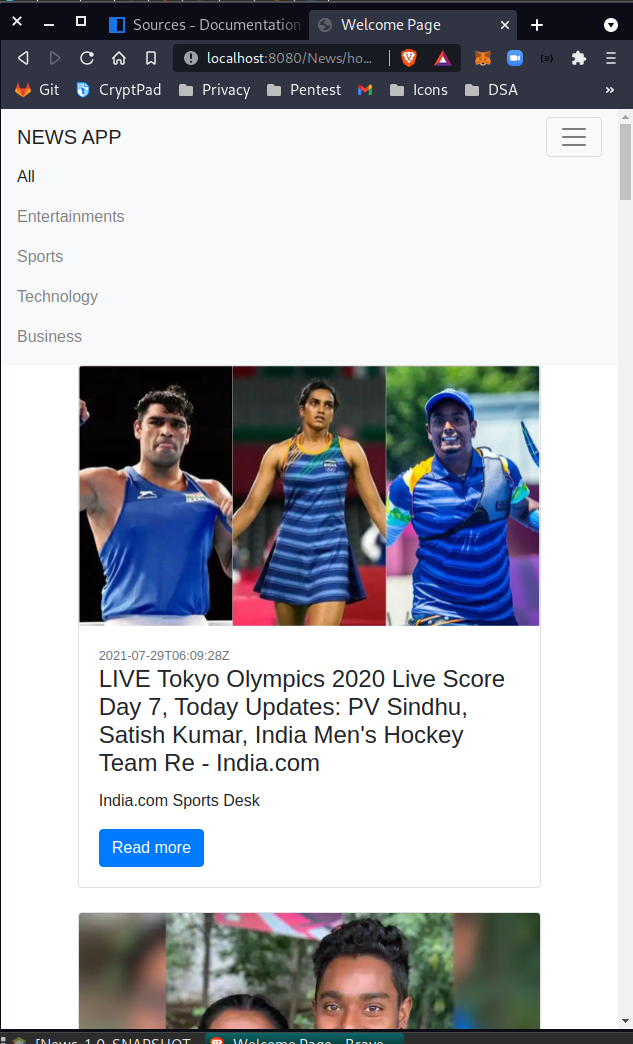 Sources - Documentation
Welcome Page
localhost:8080/News/ho...
Git
CryptPad
Privacy
Pentest
Icons
DSA
»
NEWS APP
All
Entertainments
Sports
Technology
Business
INDIA
2021-07-29T06:09:28Z
LIVE Tokyo Olympics 2020 Live Score
Day 7, Today Updates: PV Sindhu,
Satish Kumar, India Men's Hockey
Team Re - India.com
India.com Sports Desk
Read more
[News-1.0-SNAPSHOT
Welcome Page - Brave